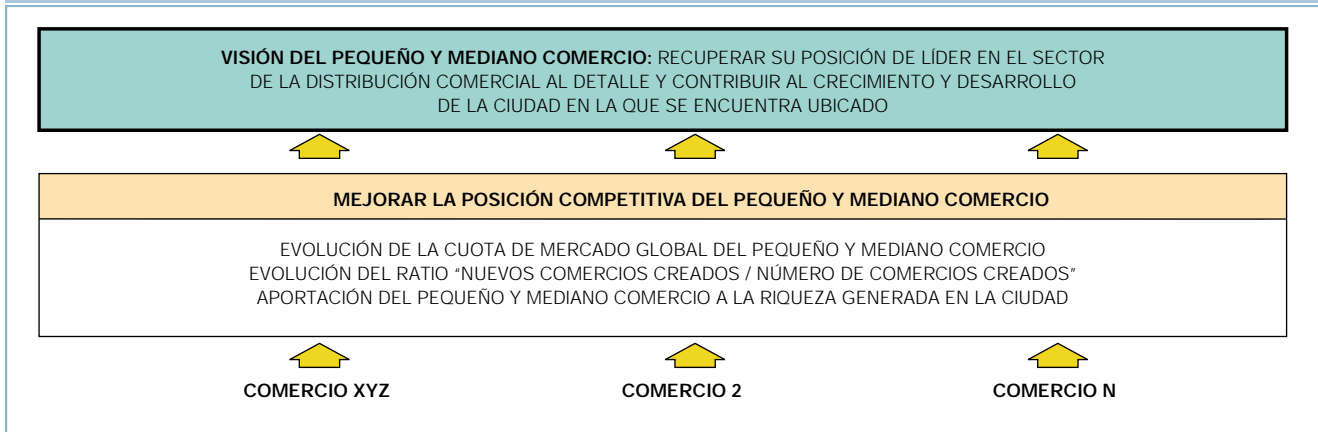 VISIÓN DEL PEQUEÑO Y MEDIANO COMERCIO: RECUPERAR SU POSICIÓN DE LÍDER EN EL SECTOR
DE LA DISTRIBUCIÓN COMERCIAL AL DETALLE Y CONTRIBUIR AL CRECIMIENTO Y DESARROLLO
DE LA CIUDAD EN LA QUE SE ENCUENTRA UBICADO
MEJORAR LA POSICIÓN COMPETITIVA DEL PEQUEÑO Y MEDIANO COMERCIO
EVOLUCIÓN DE LA CUOTA DE MERCADO GLOBAL DEL PEQUEÑO Y MEDIANO COMERCIO
EVOLUCIÓN DEL RATIO “NUEVOS COMERCIOS CREADOS / NÚMERO DE COMERCIOS CREADOS”
APORTACIÓN DEL PEQUEÑO Y MEDIANO COMERCIO A LA RIQUEZA GENERADA EN LA CIUDAD
COMERCIO XYZ
COMERCIO 2
COMERCIO N